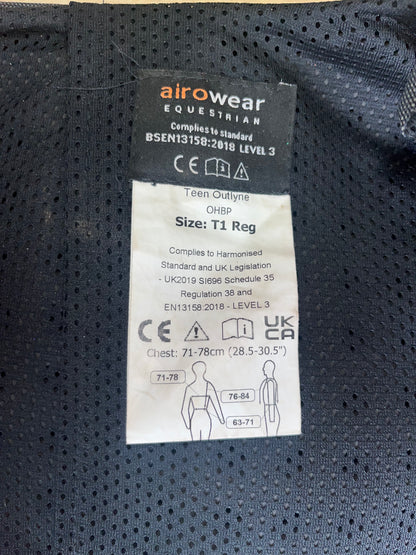 airowear
EQUESTRIAN
Complies to standard
BSEN13158:2018 LEVEL 3
CE
Teen Outlyne
OHBP
Size: T1 Reg
Complies to Harmonised
Standard and UK Legislation
- UK2019 SI696 Schedule 35
Regulation 38 and
EN13158:2018 - LEVEL 3
CE UK
CA
Chest: 71-78cm (28.5-30.5")
71-78
76-84
63-71